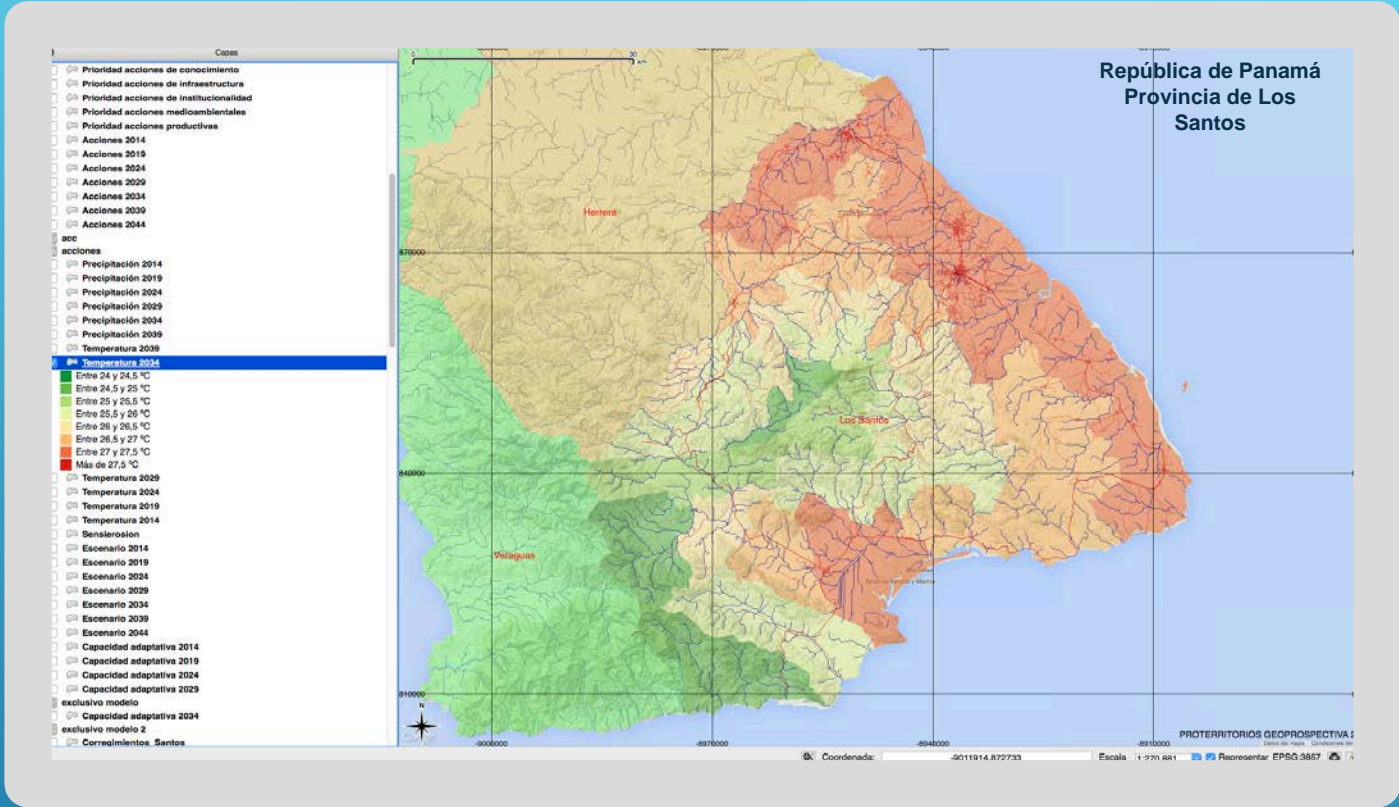 Capas
Prioridad acciones de conocimiento
Prioridad acciones de infraestructura
Prioridad acciones de institucionalidad
Prioridad acciones medioambientales
Prioridad acciones productivas
Acciones 2014
Acciones 2019
Acciones 2024
Acciones 2029
Acciones 2034
Acciones 2039
Acciones 2044
acc
acciones
Precipitación 2014
Precipitación 2019
Precipitación 2024
Precipitación 2029
Precipitación 2034
Precipitación 2039
Temperatura 2039
Temperatura 2034
Entre 24 y 24,5 ºC
Entre 24,5 y 25 ºC
Entre 25 y 25,5 ºC
Entre 25,5 y 26 ºC
Entre 26 y 26,5 ºC
Entre 26,5 y 27 ºC
Entre 27 y 27,5 ºC
Más de 27,5 ºC
Temperatura 2029
Temperatura 2024
Temperatura 2019
Temperatura 2014
Sensierosion
Escenario 2014
Escenario 2019
Escenario 2024
Escenario 2029
Escenario 2034
Escenario 2039
Escenario 2044
Capacidad adaptativa 2014
Capacidad adaptativa 2019
Capacidad adaptativa 2024
Capacidad adaptativa 2029
exclusivo modelo
Capacidad adaptativa 2034
exclusivo modelo 2
Corregimientos_Santos
República de Panamá
Provincia de Los
Santos
0
30
km
Herrera
870000
Los Santos
840000
Veraguas
810000
N
-9000000
-8970000
-8940000
-8910000
PROTERRITORIOS GEOPROSPECTIVA 2
Coordenada:
-9011914,872733
Escala
1:270.881
Representar EPSG:3857